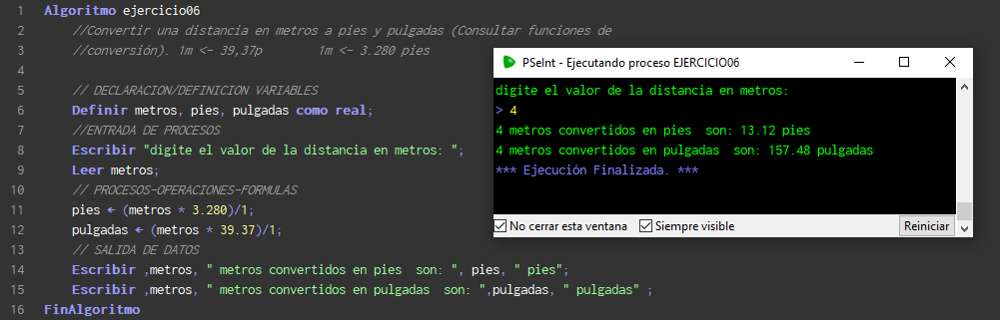 1 Algoritmo ejercicio06
2 //Convertir una distancia en metros a pies y pulgadas (Consultar funciones de
3 //conversión). 1m <- 39,37p 1m <- 3.280 pies
4
5 // DECLARACION/DEFINICION VARIABLES
6 Definir metros, pies, pulgadas como real;
7 //ENTRADA DE PROCESOS
8 Escribir "digite el valor de la distancia en metros: ";
9 Leer metros;
10 // PROCESOS-OPERACIONES-FORMULAS
11 pies ← (metros * 3.280)/1;
12 pulgadas ← (metros * 39.37)/1;
13 // SALIDA DE DATOS
14 Escribir ,metros, " metros convertidos en pies  son: ", pies, " pies";
15 Escribir ,metros, " metros convertidos en pulgadas  son: ",pulgadas, " pulgadas" ;
16 FinAlgoritmo
PSeInt - Ejecutando proceso EJERCICIO06
digite el valor de la distancia en metros:
> 4
4 metros convertidos en pies  son: 13.12 pies
4 metros convertidos en pulgadas  son: 157.48 pulgadas
*** Ejecución Finalizada. ***
No cerrar esta ventana Siempre visible Reiniciar